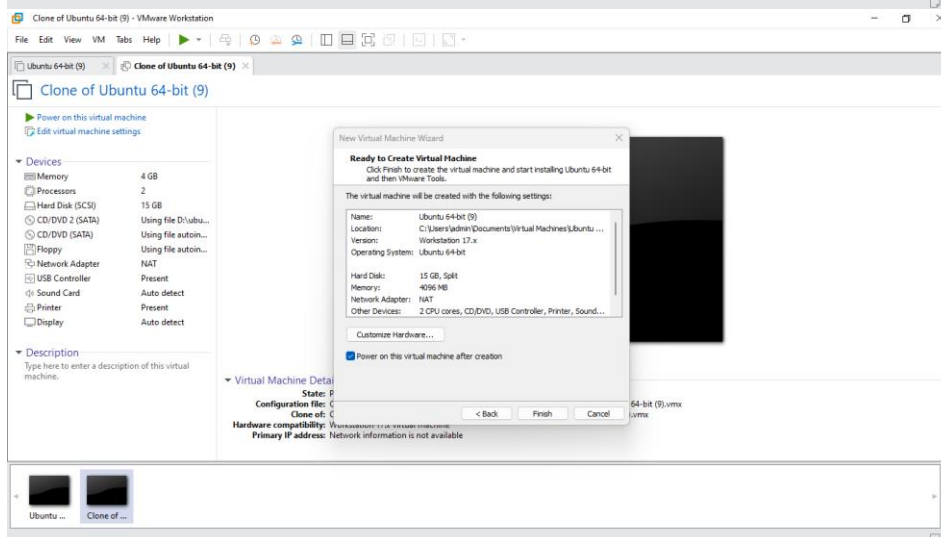 Clone of Ubuntu 64-bit (9) - VMware Workstation
File Edit View VM Tabs Help
Ubuntu 64-bit (9)
Clone of Ubuntu 64-bit (9)
Clone of Ubuntu 64-bit (9)
Power on this virtual machine
Edit virtual machine settings
Devices
Memory 4 GB
Processors 2
Hard Disk (SCSI) 15 GB
CD/DVD 2 (SATA) Using file D:\ubu...
CD/DVD (SATA) Using file autoin...
Floppy Using file autoin...
Network Adapter NAT
USB Controller Present
Sound Card Auto detect
Printer Present
Display Auto detect
Description
Type here to enter a description of this virtual
machine.
New Virtual Machine Wizard
Ready to Create Virtual Machine
Click Finish to create the virtual machine and start installing Ubuntu 64-bit
and then VMware Tools.
The virtual machine will be created with the following settings:
Name: Ubuntu 64-bit (9)
Location: C:\Users\admin\Documents\Virtual Machines\Ubuntu ...
Version: Workstation 17.x
Operating System: Ubuntu 64-bit
Hard Disk: 15 GB, Split
Memory: 4096 MB
Network Adapter: NAT
Other Devices: 2 CPU cores, CD/DVD, USB Controller, Printer, Sound...
Customize Hardware...
Power on this virtual machine after creation
< Back Finish Cancel
Virtual Machine Detai
State: P
Configuration file: C 64-bit (9).vmx
Clone of: C ).vmx
Hardware compatibility: Workstation 17.x virtual machine
Primary IP address: Network information is not available
Ubuntu ...
Clone of ...